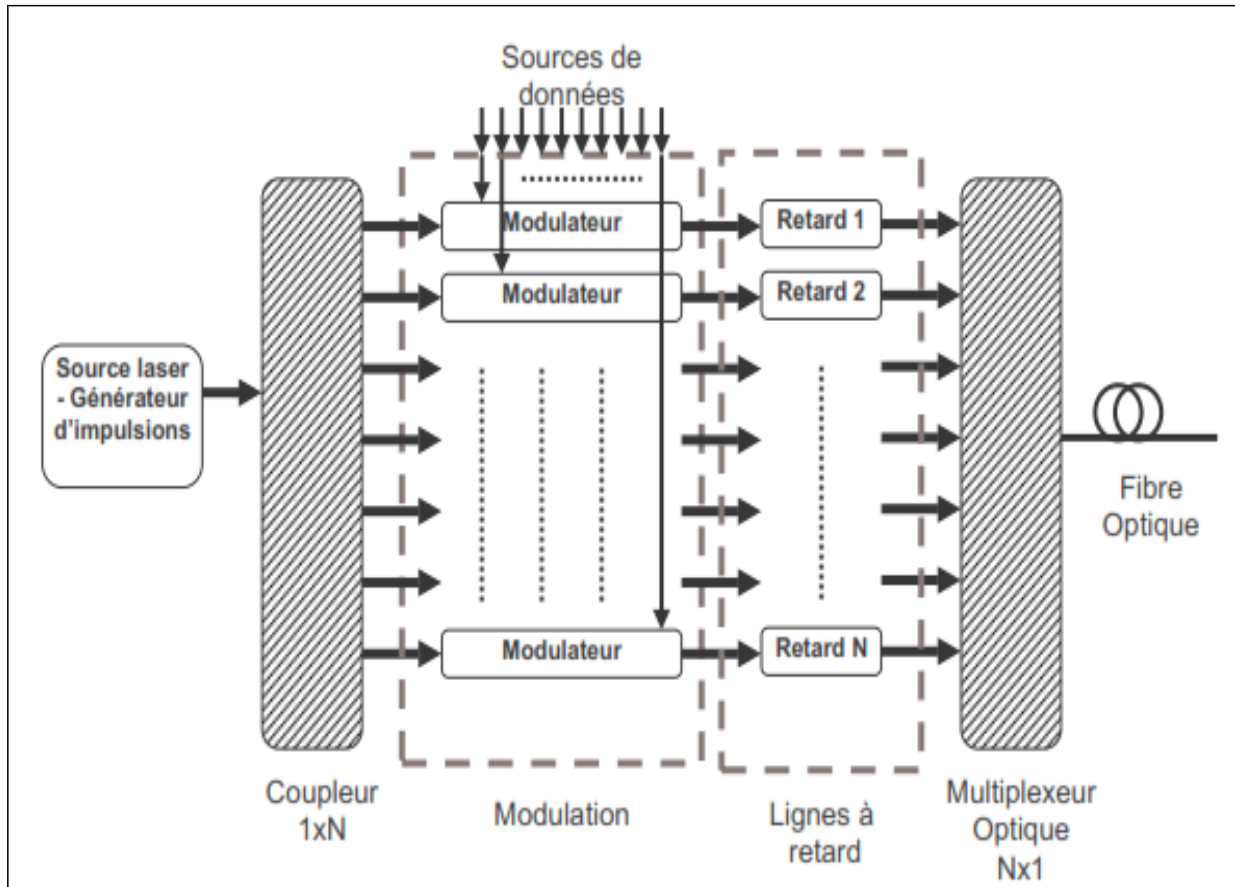 Sources de
données
Modulateur
Retard 1
Modulateur
Retard 2
Source laser
- Générateur
d'impulsions
Fibre
Optique
Modulateur
Retard N
Coupleur
1xN
Modulation
Lignes à
retard
Multiplexeur
Optique
Nx1